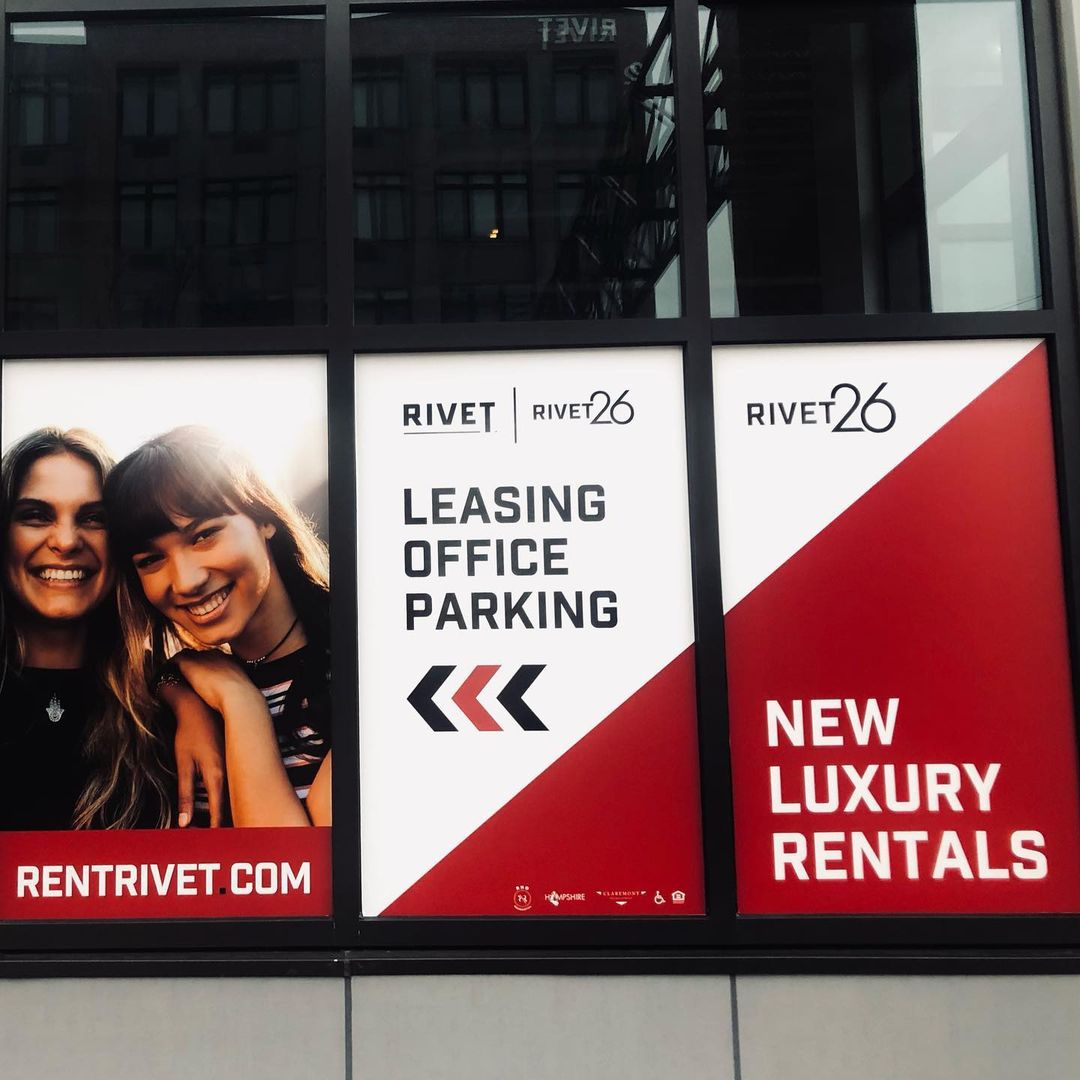 RIVET
RENTRIVET.COM
RIVET | RIVET26
LEASING
OFFICE
PARKING
HAMPSHIRE
CLAREMONT
RIVET26
NEW
LUXURY
RENTALS